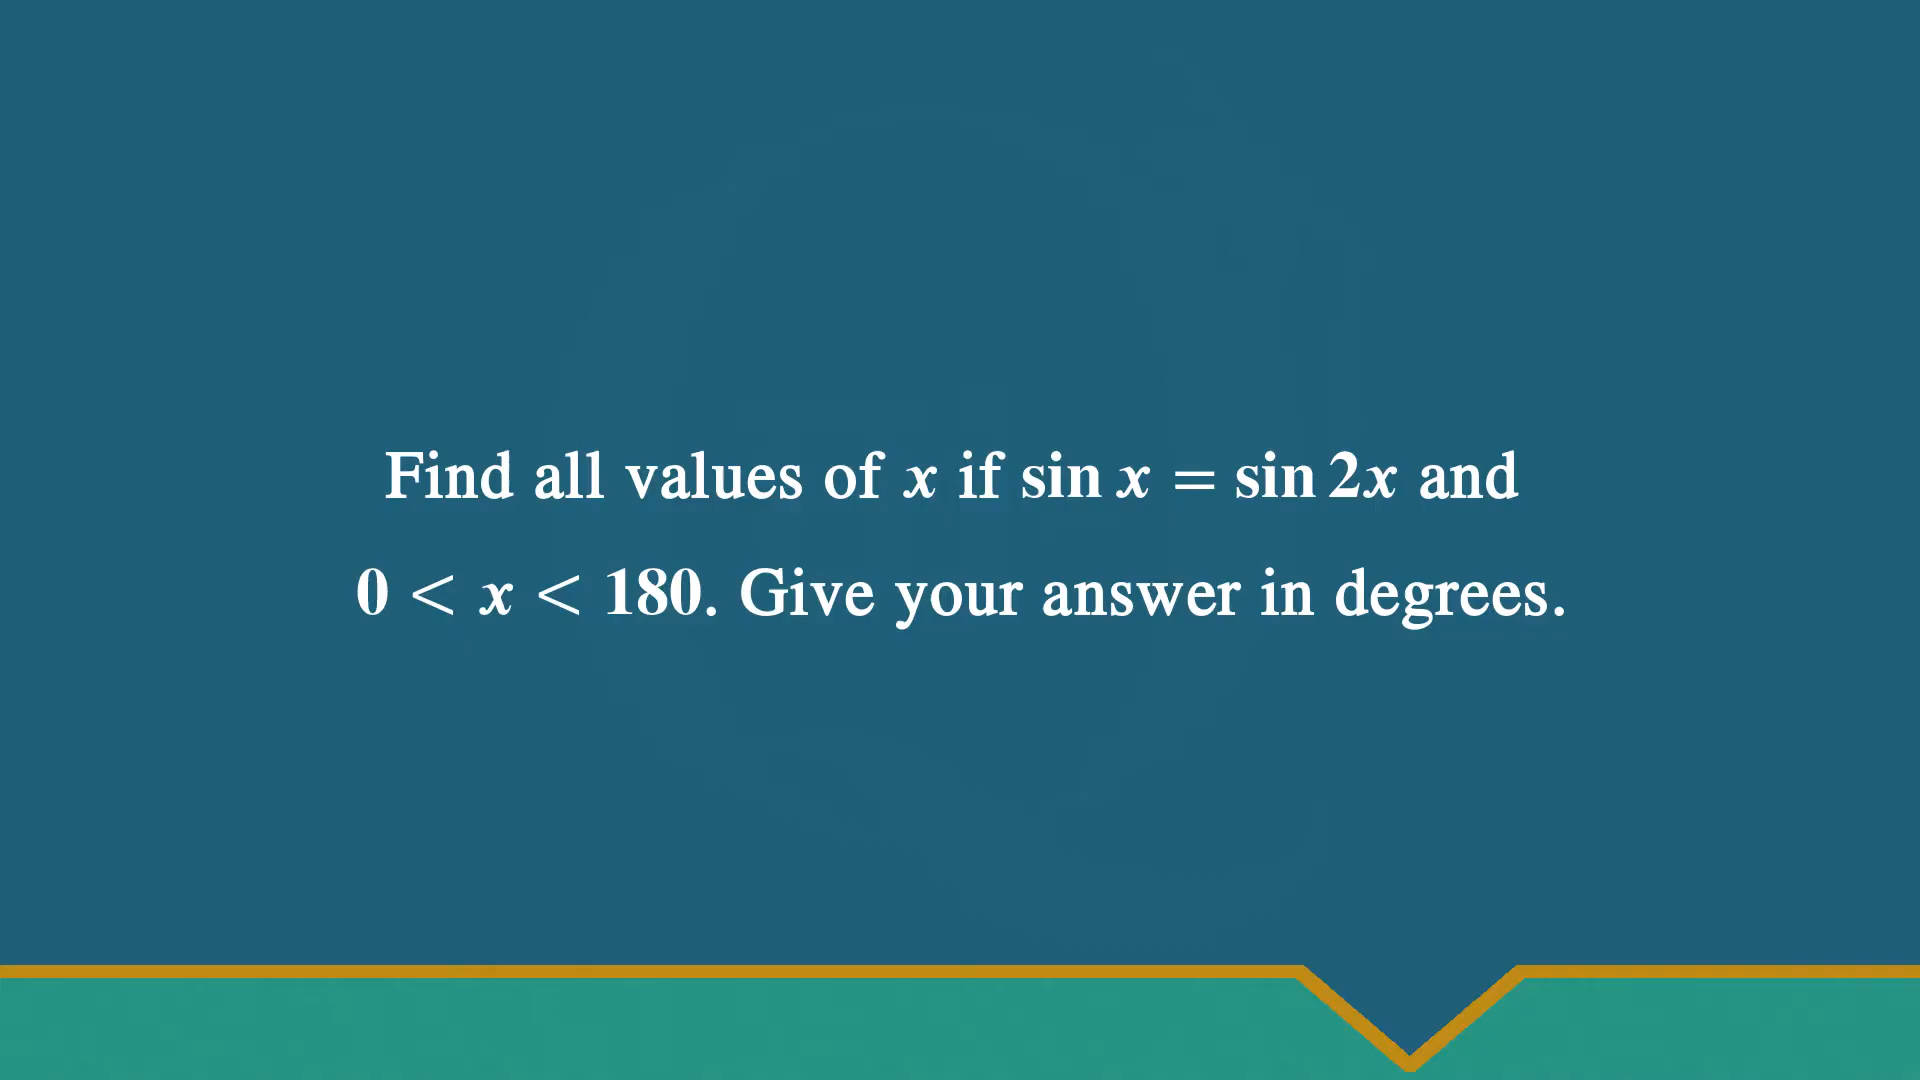 Find all values of x if sin x = sin 2x and
0 < x < 180. Give your answer in degrees.